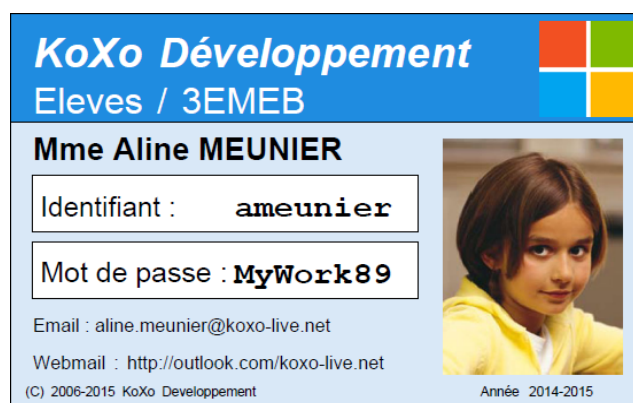 KoXo Développement
Eleves / 3EMEB
Mme Aline MEUNIER
Identifiant : ameunier
Mot de passe : MyWork89
Email : aline.meunier@koxo-live.net
Webmail : http://outlook.com/koxo-live.net
(C) 2006-2015 KoXo Developpement Année 2014-2015